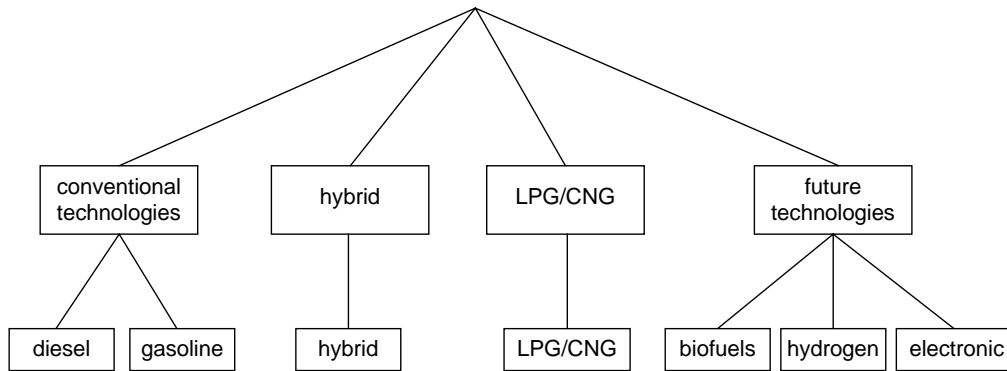 conventional
technologies
hybrid
LPG/CNG
future
technologies
diesel
gasoline
hybrid
LPG/CNG
biofuels
hydrogen
electronic